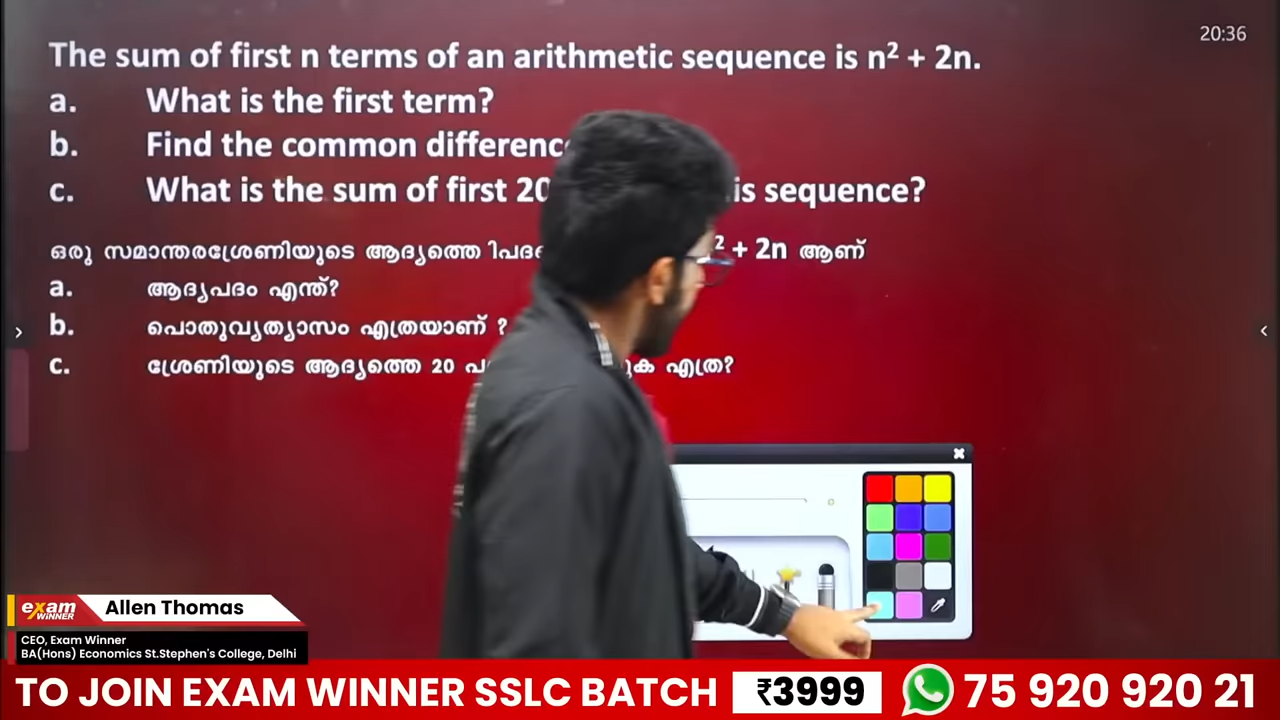 20:36
The sum of first n terms of an arithmetic sequence is n² + 2n.
a. What is the first term?
b. Find the common
c. What is the sum of first 20 sequence?
ഒരു സമാന്തരശ്രേണിയുടെ ആദ്യത്തെ + 2n ആണ്
a. ആദ്യപദം എന്ത്?
b. പൊതുവ്യത്യാസം എത്രയാണ് ?
c. ശ്രേണിയുടെ ആദ്യത്തെ 20 എത്ര?
exam WINNER
Allen Thomas
CEO, Exam Winner
BA(Hons) Economics St.Stephen's College, Delhi
TO JOIN EXAM WINNER SSLC BATCH ₹3999 75 920 920 21